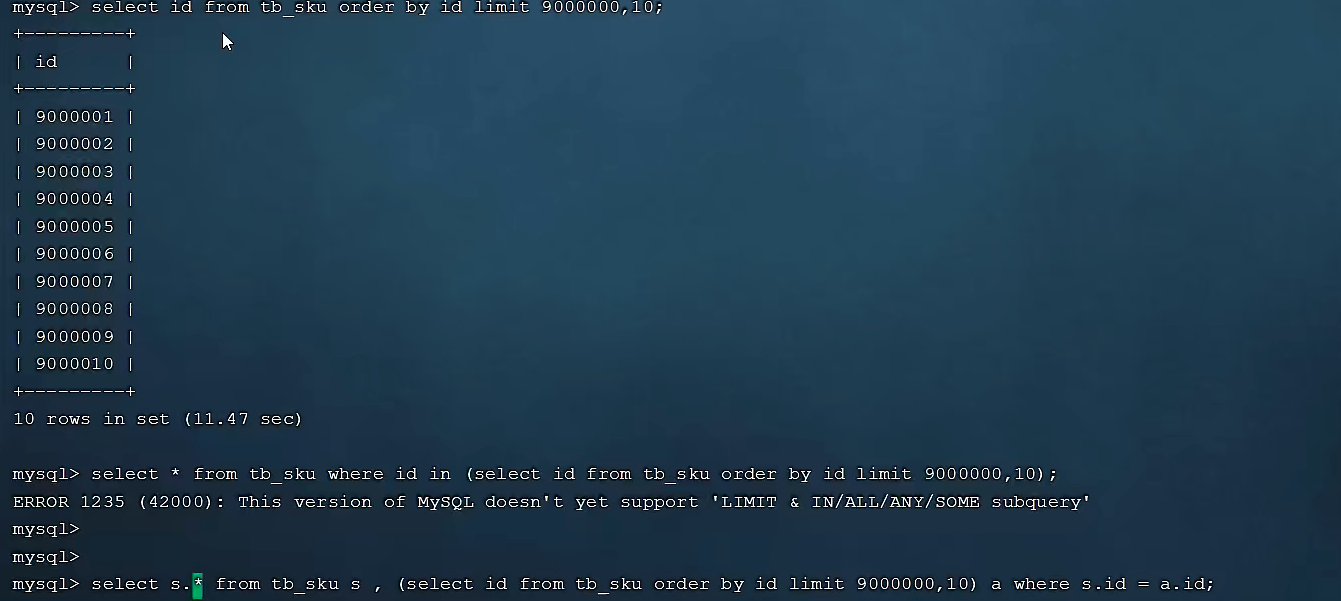 mysql> select id from tb_sku order by id limit 9000000,10;
+---------+
| id      |
+---------+
| 9000001 |
| 9000002 |
| 9000003 |
| 9000004 |
| 9000005 |
| 9000006 |
| 9000007 |
| 9000008 |
| 9000009 |
| 9000010 |
+---------+
10 rows in set (11.47 sec)
mysql> select * from tb_sku where id in (select id from tb_sku order by id limit 9000000,10);
ERROR 1235 (42000): This version of MySQL doesn't yet support 'LIMIT & IN/ALL/ANY/SOME subquery'
mysql>
mysql>
mysql> select s.* from tb_sku s , (select id from tb_sku order by id limit 9000000,10) a where s.id = a.id;